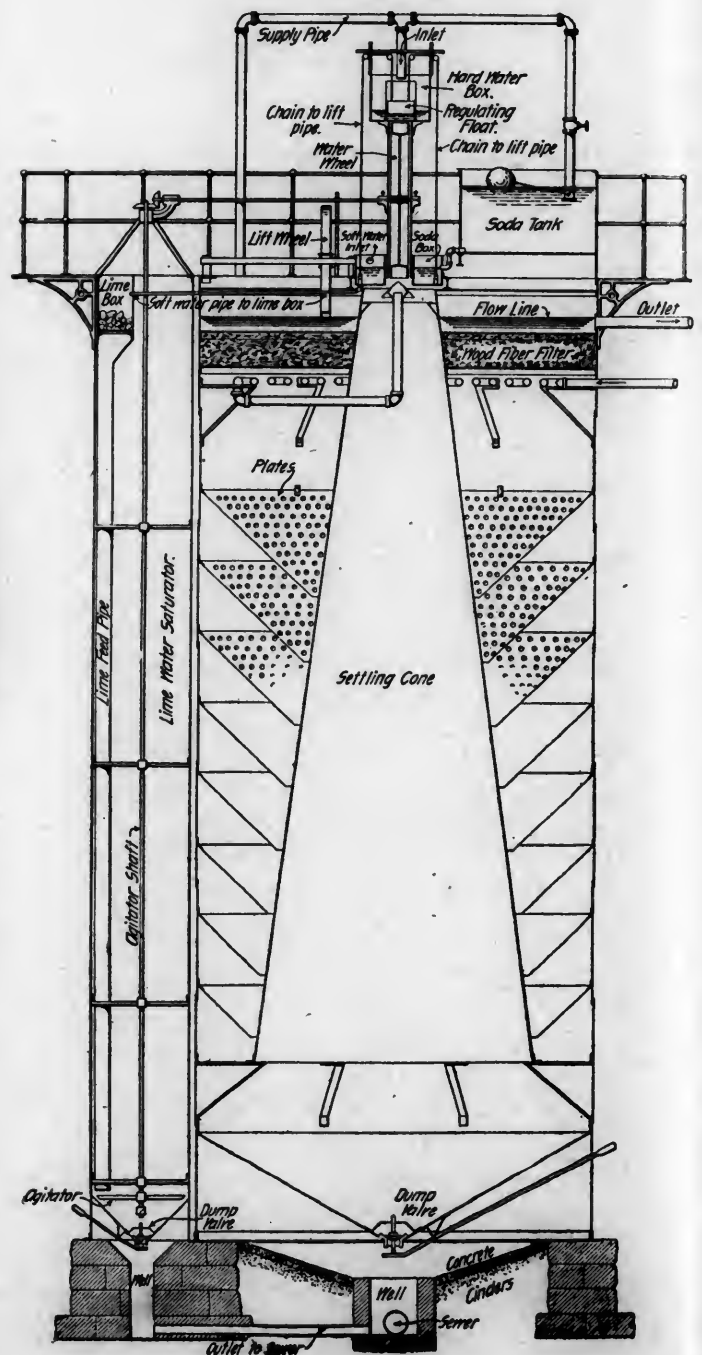 Supply Pipe
Inlet
Hard Water
Box.
Regulating
Float.
Chain to lift
pipe.
Chain to lift pipe
Water
Wheel
Lift Wheel
Soft Water
Inlet
Soda
Box
Soda Tank
Lime
Box
Soft water pipe to lime box
Flow Line
Outlet
Wood Fiber Filter
Plates
Lime Feed Pipe
Lime Water Saturator.
Agitator Shaft
Settling Cone
Agitator
Dump
Valve
Dump
Valve
Well
Concrete
Cinders
Well
Sewer
Outlet to Sewer